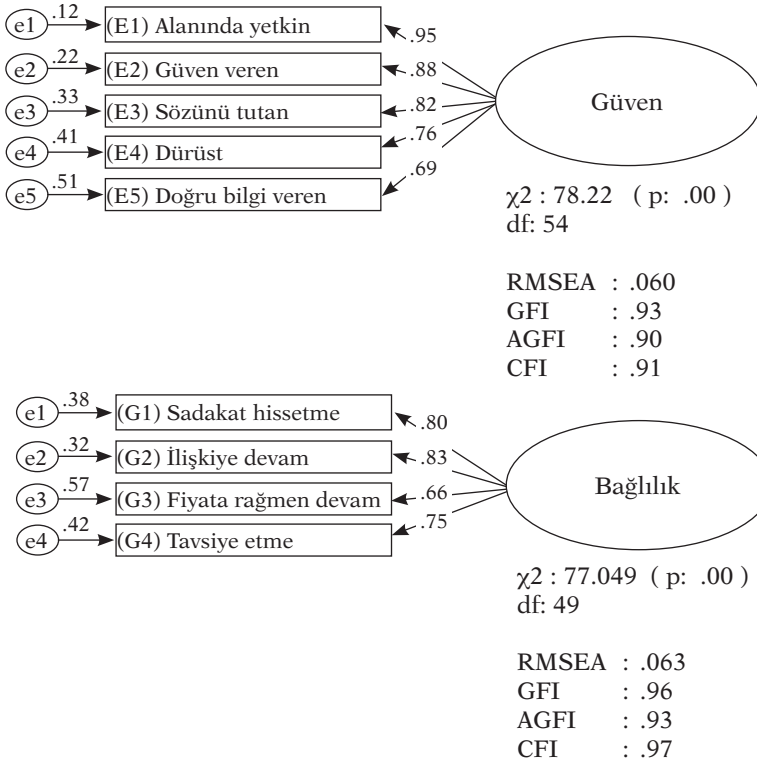 e1 .12 (E1) Alanında yetkin .95
e2 .22 (E2) Güven veren .88
e3 .33 (E3) Sözünü tutan .82
e4 .41 (E4) Dürüst .76
e5 .51 (E5) Doğru bilgi veren .69
Güven
χ2 : 78.22 ( p: .00 )
df: 54
RMSEA : .060
GFI : .93
AGFI : .90
CFI : .91
e1 .38 (G1) Sadakat hissetme .80
e2 .32 (G2) İlişkiye devam .83
e3 .57 (G3) Fiyata rağmen devam .66
e4 .42 (G4) Tavsiye etme .75
Bağlılık
χ2 : 77.049 ( p: .00 )
df: 49
RMSEA : .063
GFI : .96
AGFI : .93
CFI : .97